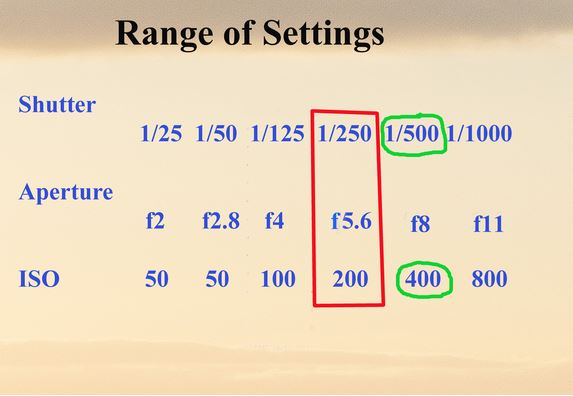 Range of Settings
Shutter
1/25 1/50 1/125 1/250 1/500 1/1000
Aperture
f2 f2.8 f4 f5.6 f8 f11
ISO 50 50 100 200 400 800